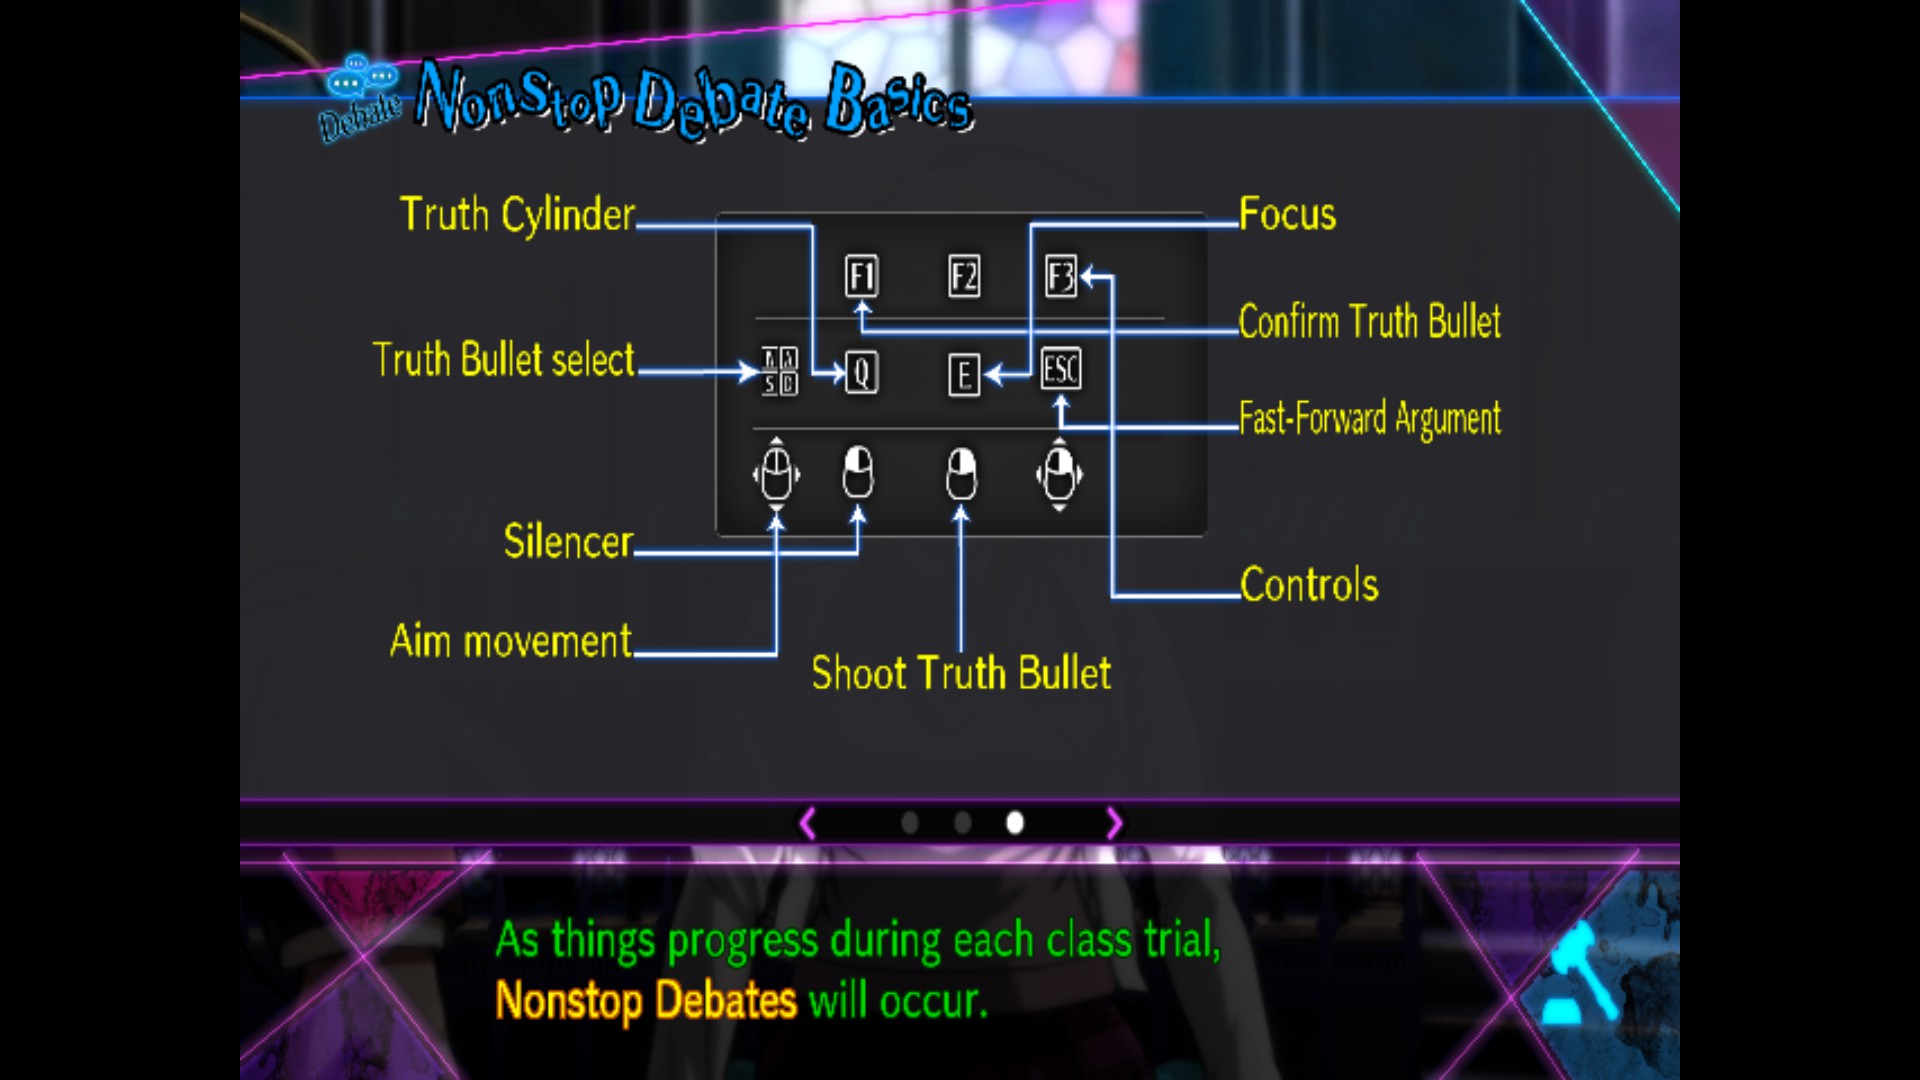 Debate
NonStop Debate Basics
Truth Cylinder
Focus
F1 F2 F3
Confirm Truth Bullet
Truth Bullet select
Q E ESC
Fast-Forward Argument
Silencer
Controls
Aim movement
Shoot Truth Bullet
As things progress during each class trial,
Nonstop Debates will occur.